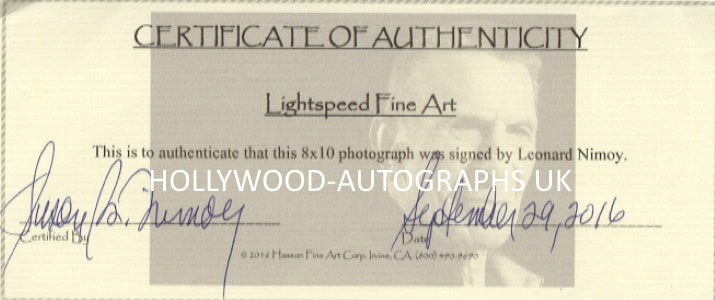 CERTIFICATE OF AUTHENTICITY
Lightspeed Fine Art
This is to authenticate that this 8x10 photograph was signed by Leonard Nimoy.
HOLLYWOOD-AUTOGRAPHS UK
Nimoy September 29, 2016
Certified By Date
© 2016 Hansson Fine Art Corp. Irvine, CA. (800) 490-9690